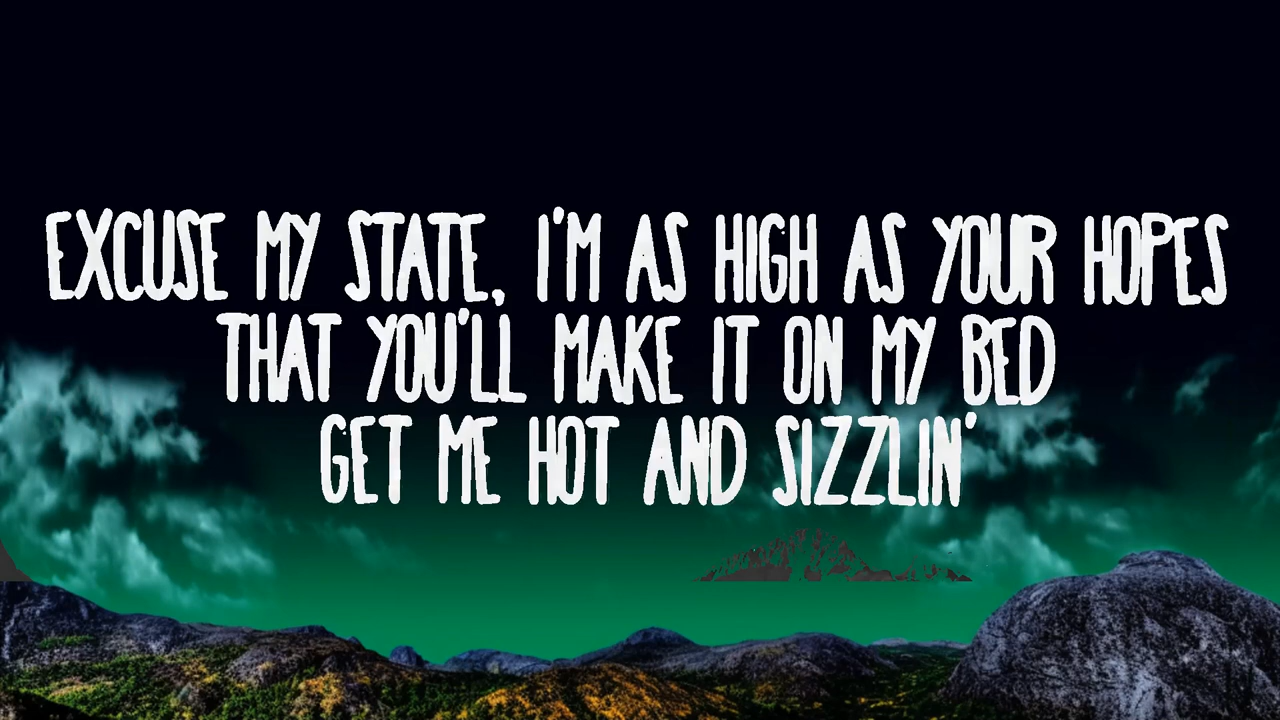 EXCUSE MY STATE, I'M AS HIGH AS YOUR HOPES
THAT YOU'LL MAKE IT ON MY BED
GET ME HOT AND SIZZLIN'